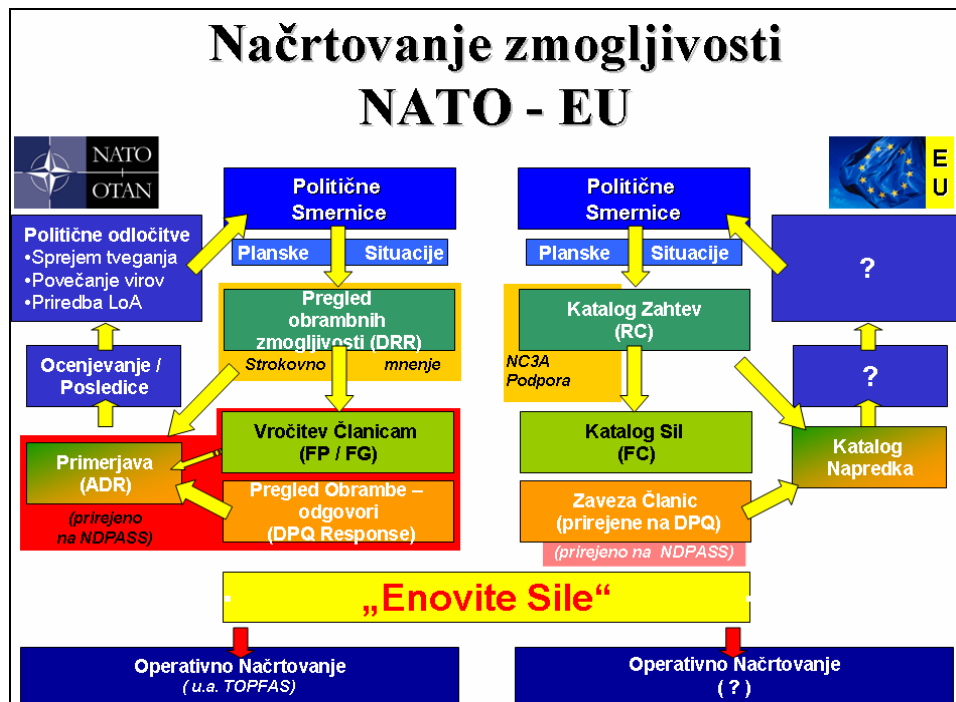 Načrtovanje zmogljivosti
NATO - EU
NATO
OTAN
Politične odločitve
•Sprejem tveganja
•Povečanje virov
•Priredba LoA
Ocenjevanje /
Posledice
Primerjava
(ADR)
(prirejeno
na NDPASS)
Politične
Smernice
Planske Situacije
Pregled
obrambnih
zmogljivosti (DRR)
Strokovno mnenje
Vročitev Članicam
(FP / FG)
Pregled Obrambe –
odgovori
(DPQ Response)
Politične
Smernice
Planske Situacije
Katalog Zahtev
(RC)
NC3A
Podpora
Katalog Sil
(FC)
Zaveza Članic
(prirejene na DPQ)
(prirejeno na NDPASS)
E
U
?
?
Katalog
Napredka
„Enovite Sile“
Operativno Načrtovanje
( u.a. TOPFAS)
Operativno Načrtovanje
( ? )